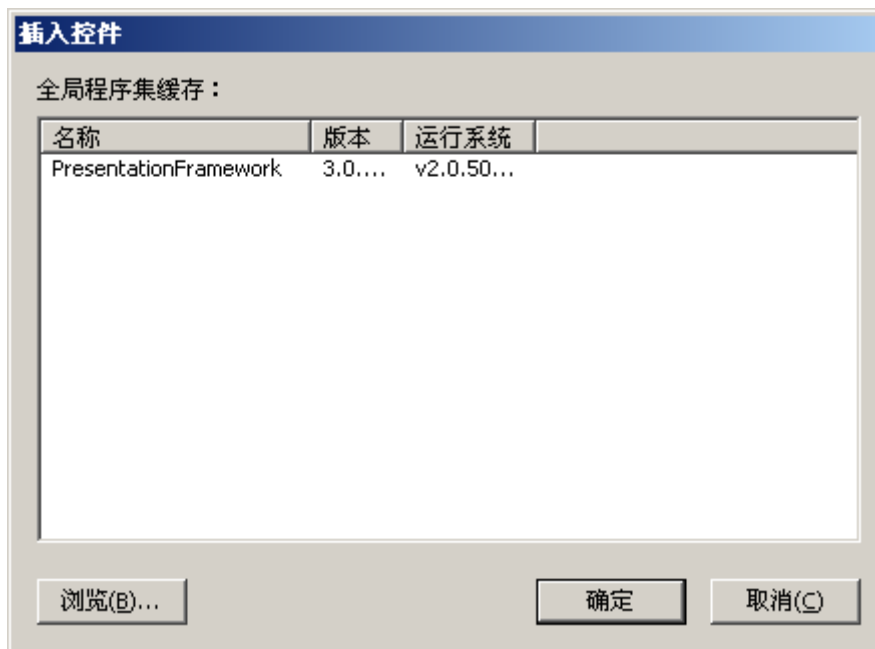 插入控件
全局程序集缓存：
名称 版本 运行系统
PresentationFramework 3.0.... v2.0.50...
浏览(B)... 确定 取消(C)